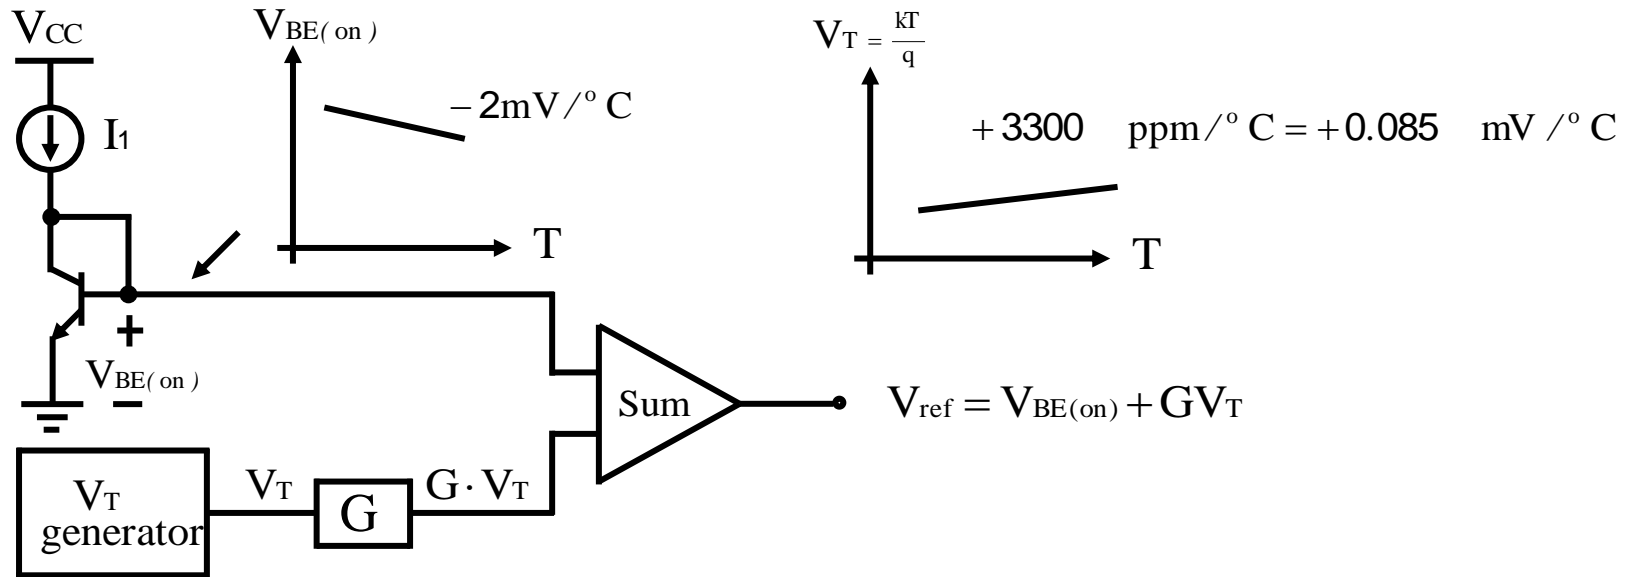 VCC
I1
VBE(on)
− 2mV/° C
T
VT = kT/q
+ 3300 ppm/° C = + 0.085 mV /° C
T
+
VBE(on)
−
Sum
Vref = VBE(on) + GVT
VT
generator
VT
G
G · VT